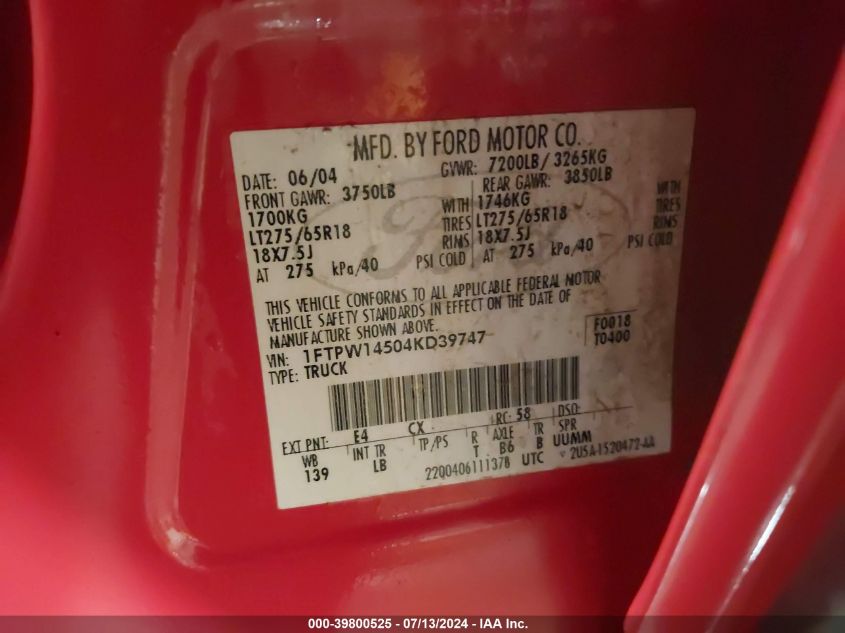 MFD. BY FORD MOTOR CO.
DATE: 06/04 GVWR: 7200LB/ 3265KG
FRONT GAWR: 3750LB REAR GAWR: 3850LB
1700KG WITH 1746KG WITH
LT275/65R18 TIRES LT275/65R18 TIRES
18X7.5J RIMS 18X7.5J RIMS
AT 275 kPa/40 PSI COLD AT 275 kPa/40 PSI COLD
THIS VEHICLE CONFORMS TO ALL APPLICABLE FEDERAL MOTOR
VEHICLE SAFETY STANDARDS IN EFFECT ON THE DATE OF
MANUFACTURE SHOWN ABOVE.
VIN: 1FTPW14504KD39747 F0018
TYPE: TRUCK T0400
EXT PNT: E4 CX RC: 58 DSO:
WB INT TR TP/PS R AXLE TR SPR
139 LB T B6 B UUMM
2200406111378 UTC 2U5A-1520472-AA
Ford
000-39800525 - 07/13/2024 - IAA Inc.